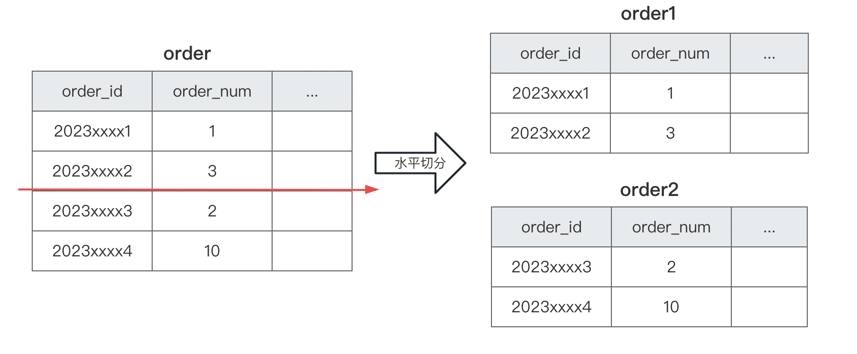 order
order_id order_num ...
2023xxxx1 1
2023xxxx2 3
2023xxxx3 2
2023xxxx4 10
水平切分
order1
order_id order_num ...
2023xxxx1 1
2023xxxx2 3
order2
order_id order_num ...
2023xxxx3 2
2023xxxx4 10